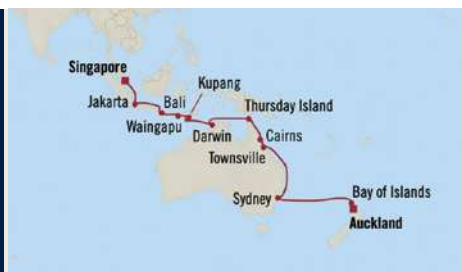 Singapore
Kupang
Bali
Jakarta
Thursday Island
Waingapu
Darwin
Cairns
Townsville
Sydney
Bay of Islands
Auckland